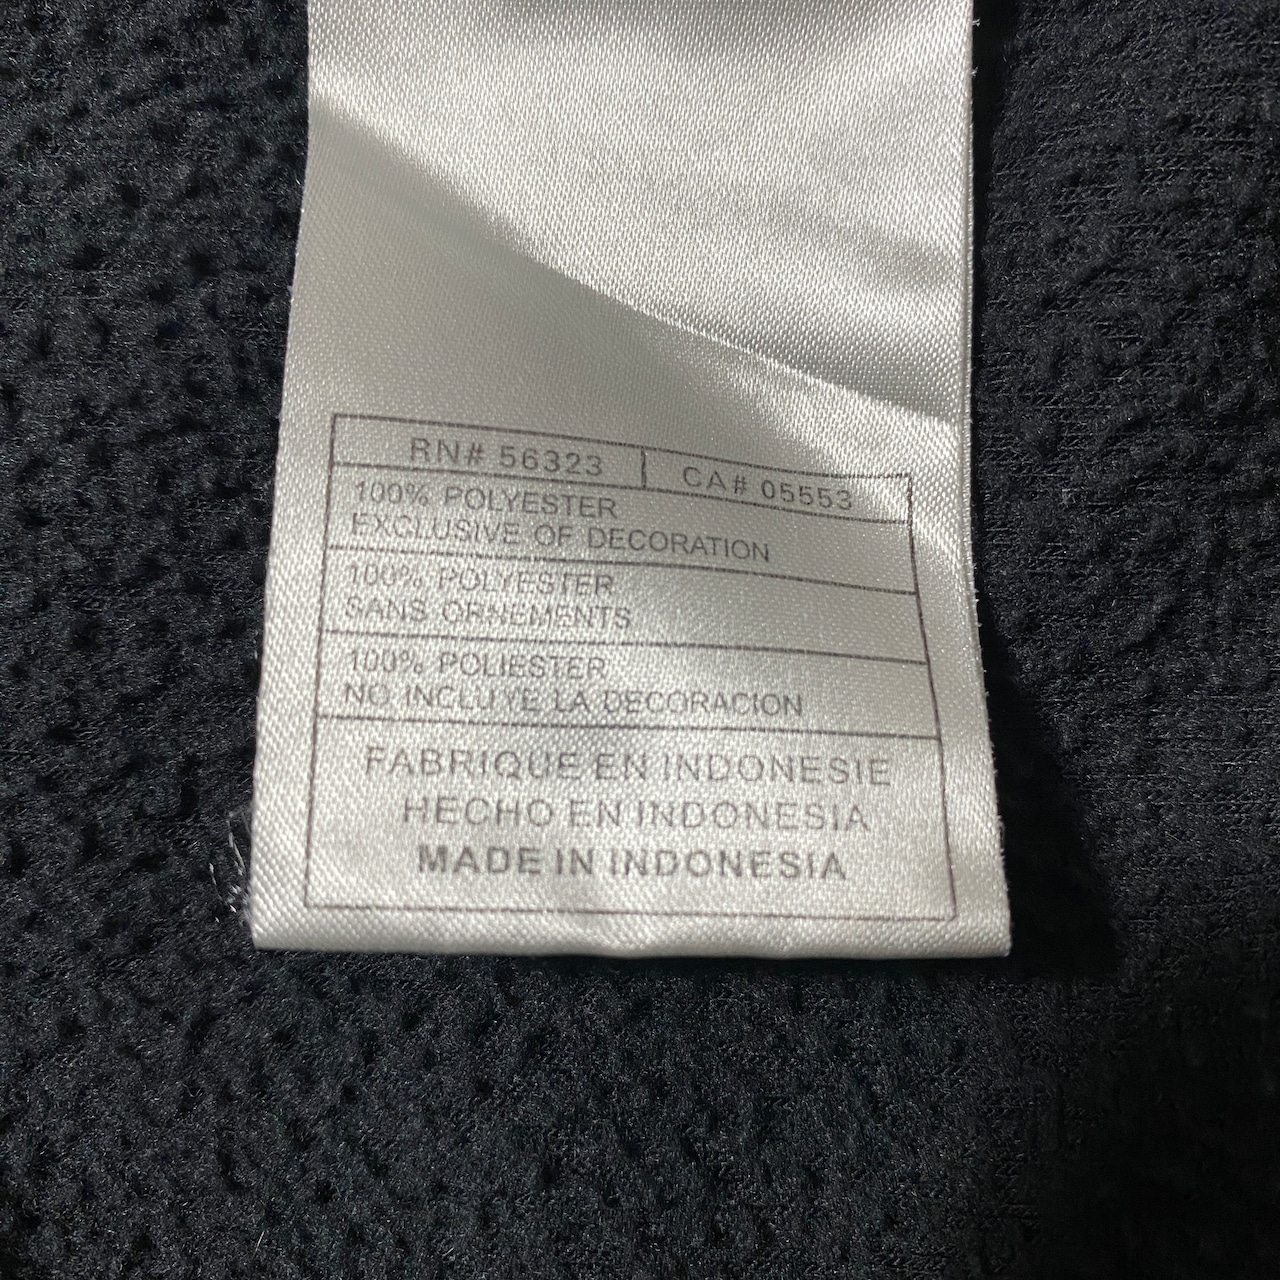 RN# 56323 | CA# 05553
100% POLYESTER
EXCLUSIVE OF DECORATION
100% POLYESTER
SANS ORNEMENTS
100% POLIESTER
NO INCLUYE LA DECORACION
FABRIQUE EN INDONESIE
HECHO EN INDONESIA
MADE IN INDONESIA